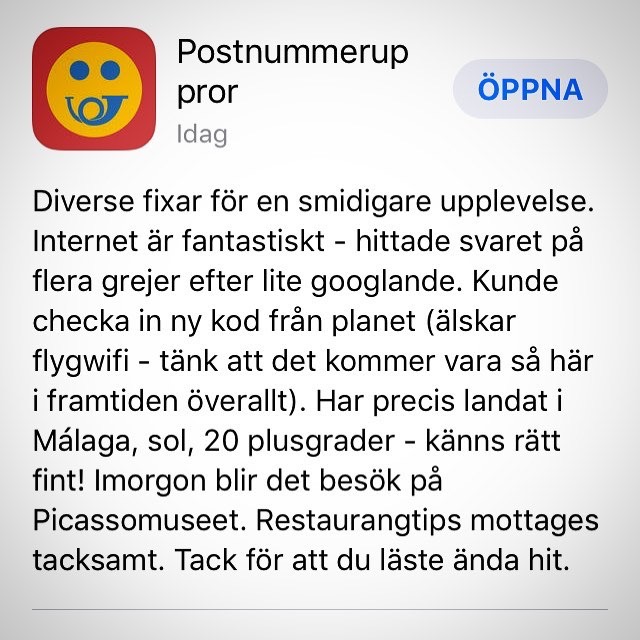 Postnummerup
pror
ÖPPNA
Idag
Diverse fixar för en smidigare upplevelse.
Internet är fantastiskt - hittade svaret på
flera grejer efter lite googlande. Kunde
checka in ny kod från planet (älskar
flygwifi - tänk att det kommer vara så här
i framtiden överallt). Har precis landat i
Málaga, sol, 20 plusgrader - känns rätt
fint! Imorgon blir det besök på
Picassomuseet. Restaurangtips mottages
tacksamt. Tack för att du läste ända hit.